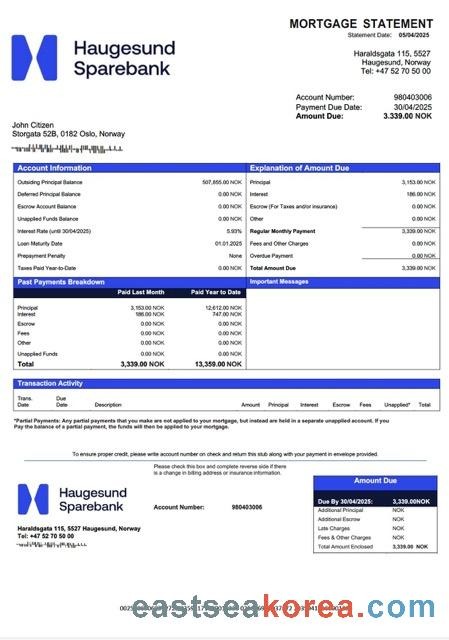 MORTGAGE STATEMENT
Statement Date: 05/04/2025
Haugesund
Sparebank
Haraldsgata 115, 5527
Haugesund, Norway
Tel: +47 52 70 50 00
Account Number: 980403006
Payment Due Date: 30/04/2025
Amount Due: 3.339.00 NOK
John Citizen
Storgata 52B, 0182 Oslo, Norway
Account Information
Outsiding Principal Balance 507,855.00 NOK
Deferred Principal Balance 0.00 NOK
Escrow Account Balance 0.00 NOK
Unapplied Funds Balance 0.00 NOK
Interest Rate (until 30/04/2025) 5.93%
Loan Maturity Date 01.01.2025
Prepayment Penalty None
Taxes Paid Year-to-Date 0.00 NOK
Explanation of Amount Due
Principal 3,153.00 NOK
Interest 186.00 NOK
Escrow (For Taxes and/or insurance) 0.00 NOK
Other 0.00 NOK
Regular Monthly Payment 3,339.00 NOK
Fees and Other Charges 0.00 NOK
Overdue Payment 0.00 NOK
Total Amount Due 3,339.00 NOK
Past Payments Breakdown
Paid Last Month Paid Year to Date
Principal 3,153.00 NOK 12,612.00 NOK
Interest 186.00 NOK 747.00 NOK
Escrow 0.00 NOK 0.00 NOK
Fees 0.00 NOK 0.00 NOK
Other 0.00 NOK 0.00 NOK
Unapplied Funds 0.00 NOK 0.00 NOK
Total 3,339.00 NOK 13,359.00 NOK
Important Messages
Transaction Activity
Trans. Date Due Date Description Amount Principal Interest Escrow Fees Unapplied* Total
*Partial Payments: Any partial payments that you make are not applied to your mortgage, but instead are held in a separate unapplied account. If you
Pay the balance of a partial payment, the funds will then be applied to your mortgage.
To ensure proper credit, please write account number on check and return this stub along with your payment in envelope provided.
Please check this box and complete reverse side if there
is a change in billing address or insurance information.
Haugesund
Sparebank
Account Number: 980403006
Haraldsgata 115, 5527 Haugesund, Norway
Tel: +47 52 70 50 00
Amount Due
Due By 30/04/2025: 3,339.00NOK
Additional Principal NOK
Additional Escrow NOK
Late Charges NOK
Fees & Other Charges NOK
Total Amount Enclosed 3,339.00 NOK
eastseakorea.com